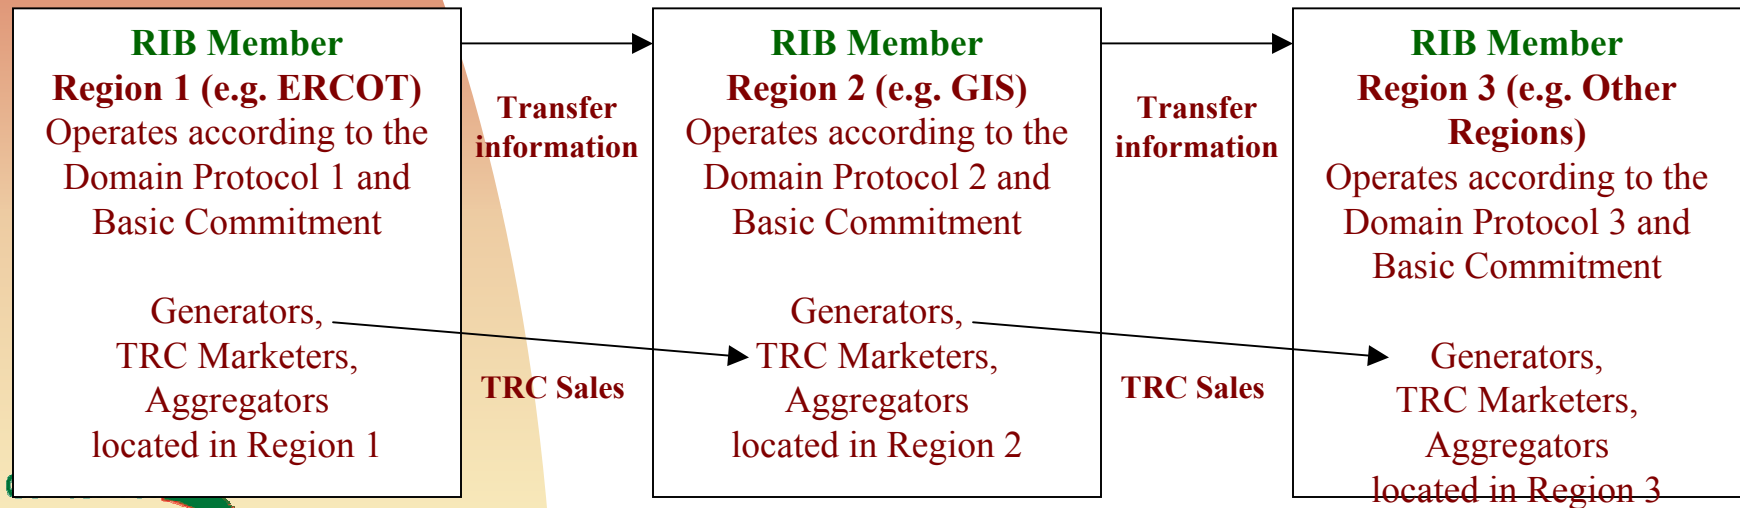 RIB Member
Region 1 (e.g. ERCOT)
Operates according to the
Domain Protocol 1 and
Basic Commitment
Generators,
TRC Marketers,
Aggregators
located in Region 1
Transfer
information
TRC Sales
RIB Member
Region 2 (e.g. GIS)
Operates according to the
Domain Protocol 2 and
Basic Commitment
Generators,
TRC Marketers,
Aggregators
located in Region 2
Transfer
information
TRC Sales
RIB Member
Region 3 (e.g. Other
Regions)
Operates according to the
Domain Protocol 3 and
Basic Commitment
Generators,
TRC Marketers,
Aggregators
located in Region 3